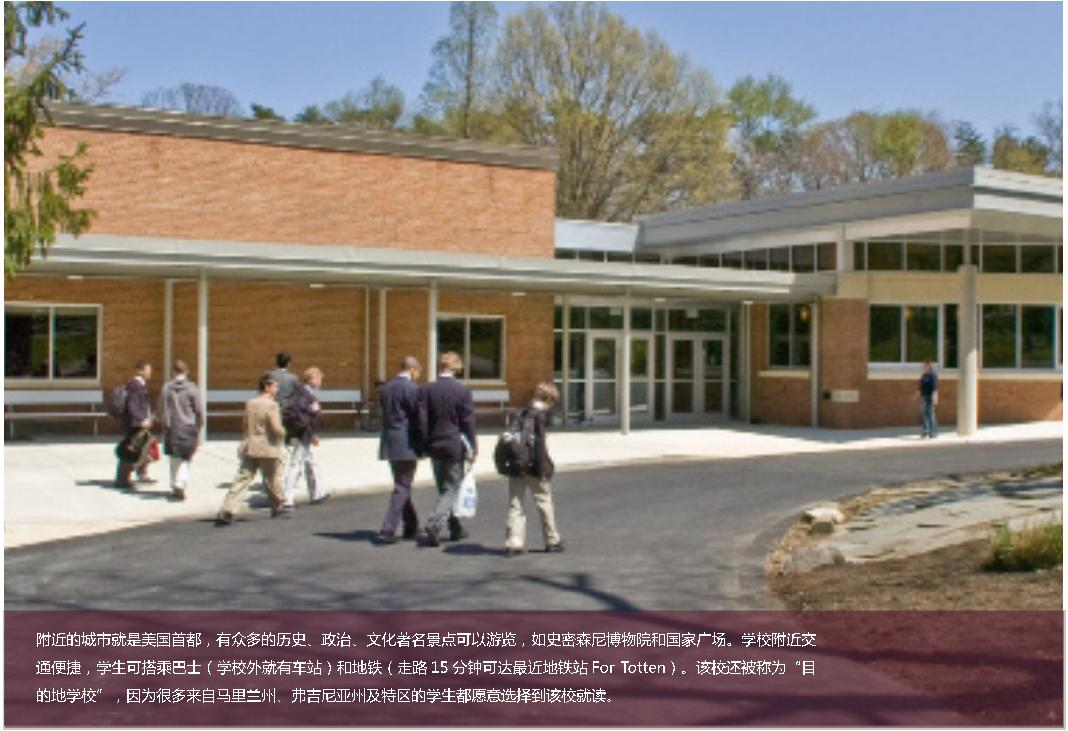 附近的城市就是美国首都，有众多的历史、政治、文化著名景点可以游览，如史密森尼博物院和国家广场。学校附近交
通便捷，学生可搭乘巴士（学校外就有车站）和地铁（走路 15 分钟可达最近地铁站 For Totten）。该校还被称为“目
的地学校”，因为很多来自马里兰州、弗吉尼亚州及特区的学生都愿意选择到该校就读。